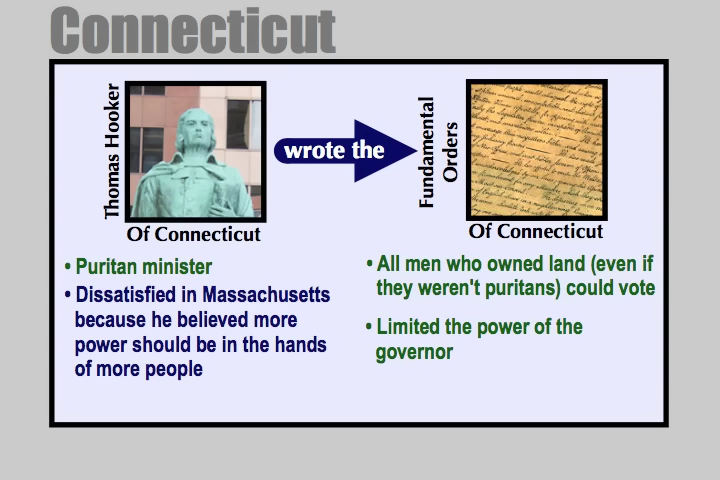 Connecticut
Thomas Hooker
Of Connecticut
wrote the
Fundamental
Orders
Of Connecticut
• Puritan minister
• Dissatisfied in Massachusetts
because he believed more
power should be in the hands
of more people
• All men who owned land (even if
they weren't puritans) could vote
• Limited the power of the
governor